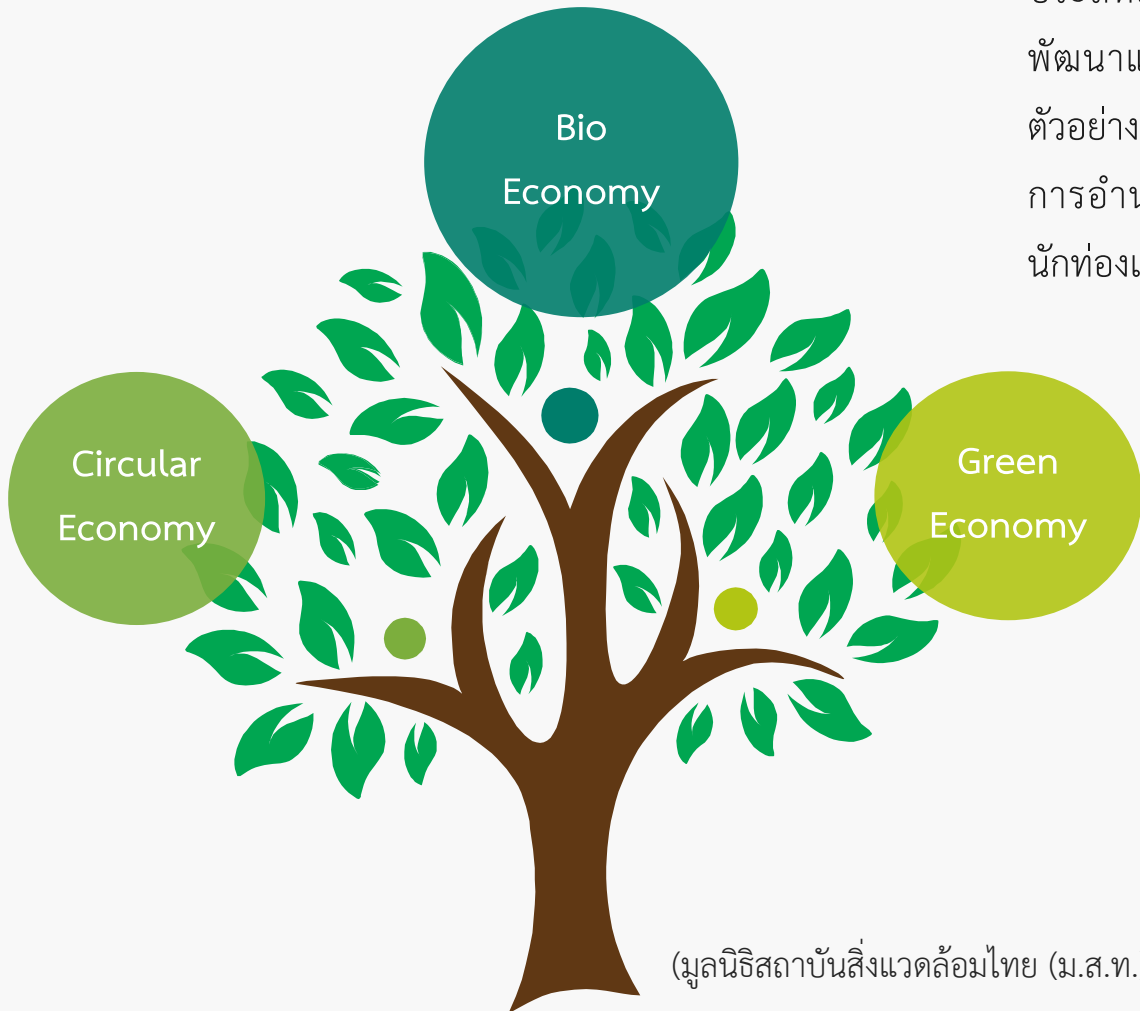 พัฒนาแ
ตัวอย่าง
การอำน
นักท่องเ
Bio
Economy
Circular
Economy
Green
Economy
(มูลนิธิสถาบันสิ่งแวดล้อมไทย (ม.ส.ท.